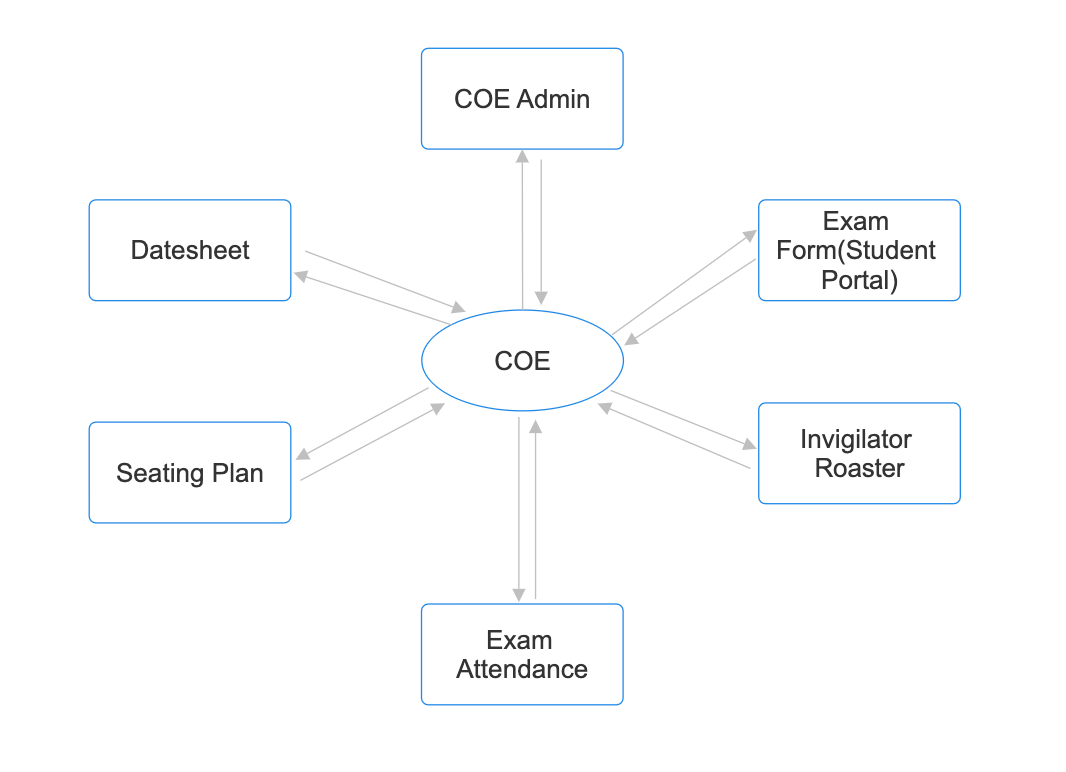 COE Admin
Datesheet
Exam
Form(Student
Portal)
COE
Invigilator
Roaster
Seating Plan
Exam
Attendance